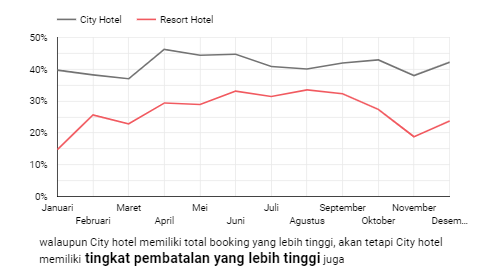 City Hotel Resort Hotel
50%
40%
30%
20%
10%
0%
Januari Maret Mei Juli September November
Februari April Juni Agustus Oktober Desem...
walaupun City hotel memiliki total booking yang lebih tinggi, akan tetapi City hotel
memiliki tingkat pembatalan yang lebih tinggi juga